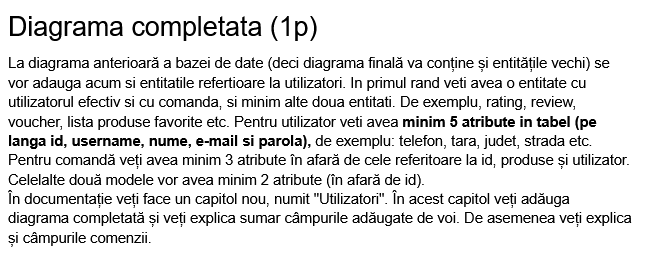 Diagrama completata (1p)
La diagrama anterioară a bazei de date (deci diagrama finală va conține și entitățile vechi) se
vor adauga acum si entitatile refertioare la utilizatori. In primul rand veti avea o entitate cu
utilizatorul efectiv si cu comanda, si minim alte doua entitati. De exemplu, rating, review,
voucher, lista produse favorite etc. Pentru utilizator veti avea minim 5 atribute in tabel (pe
langa id, username, nume, e-mail si parola), de exemplu: telefon, tara, judet, strada etc.
Pentru comandă veți avea minim 3 atribute în afară de cele referitoare la id, produse și utilizator.
Celelalte două modele vor avea minim 2 atribute (în afară de id).
În documentație veți face un capitol nou, numit "Utilizatori". În acest capitol veți adăuga
diagrama completată și veți explica sumar câmpurile adăugate de voi. De asemenea veți explica
și câmpurile comenzii.